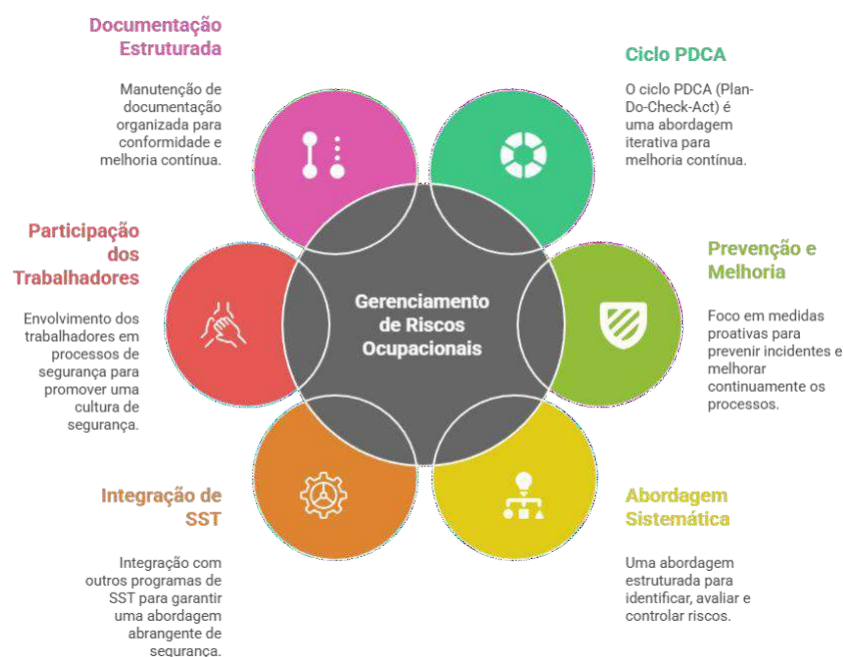 Documentação
Estruturada
Manutenção de
documentação
organizada para
conformidade e
melhoria contínua.
Ciclo PDCA
O ciclo PDCA (Plan-
Do-Check-Act) é
uma abordagem
iterativa para
melhoria contínua.
Participação
dos
Trabalhadores
Envolvimento dos
trabalhadores em
processos de
segurança para
promover uma
cultura de
segurança.
Gerenciamento
de Riscos
Ocupacionais
Prevenção e
Melhoria
Foco em medidas
proativas para
prevenir incidentes e
melhorar
continuamente os
processos.
Integração de
SST
Integração com
outros programas de
SST para garantir
uma abordagem
abrangente de
segurança.
Abordagem
Sistemática
Uma abordagem
estruturada para
identificar, avaliar e
controlar riscos.